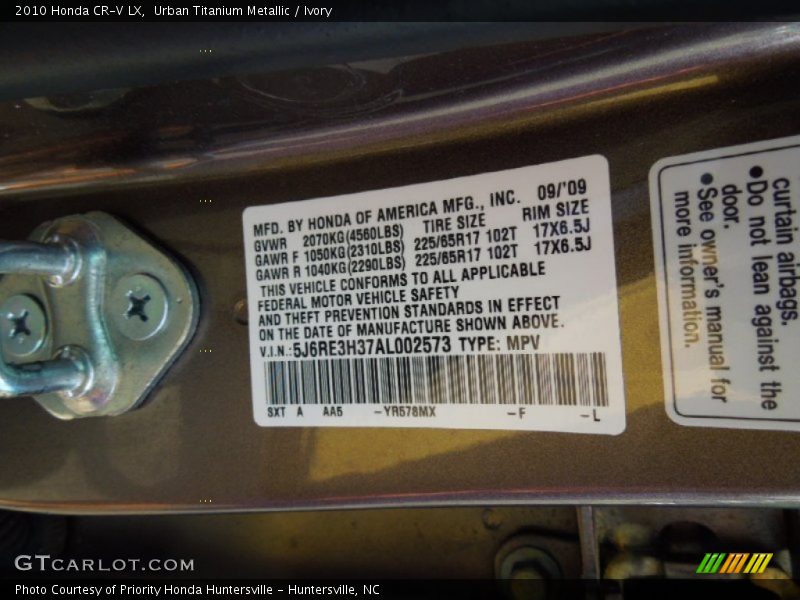 2010 Honda CR-V LX, Urban Titanium Metallic / Ivory
MFD. BY HONDA OF AMERICA MFG., INC. 09/'09
GVWR 2070KG(4560LBS) TIRE SIZE RIM SIZE
GAWR F 1050KG(2310LBS) 225/65R17 102T 17X6.5J
GAWR R 1040KG(2290LBS) 225/65R17 102T 17X6.5J
THIS VEHICLE CONFORMS TO ALL APPLICABLE
FEDERAL MOTOR VEHICLE SAFETY
AND THEFT PREVENTION STANDARDS IN EFFECT
ON THE DATE OF MANUFACTURE SHOWN ABOVE.
V.I.N.:5J6RE3H37AL002573 TYPE: MPV
SXT A AA5 -YR578MX -F -L
curtain airbags.
●Do not lean against the
door.
●See owner's manual for
more information.
GTCARLOT.COM
Photo Courtesy of Priority Honda Huntersville - Huntersville, NC